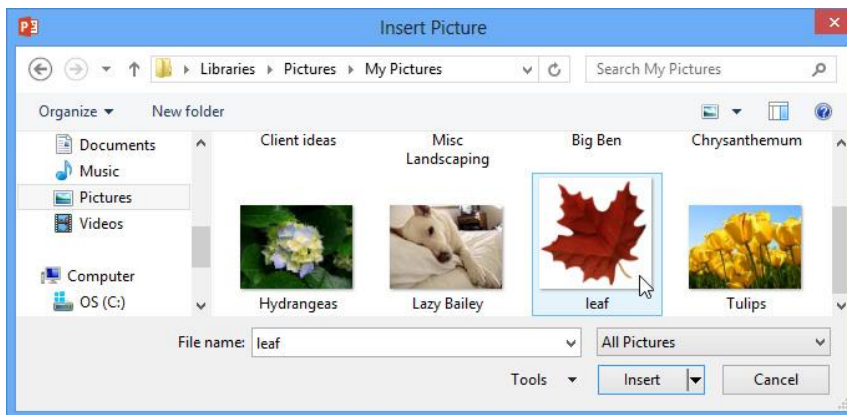 P
Insert Picture
Libraries Pictures My Pictures
Search My Pictures
Organize New folder
?
Documents
Music
Pictures
Videos
Computer
OS (C:)
Client ideas
Misc
Landscaping
Big Ben
Chrysanthemum
Hydrangeas
Lazy Bailey
leaf
Tulips
File name: leaf
All Pictures
Tools Insert Cancel